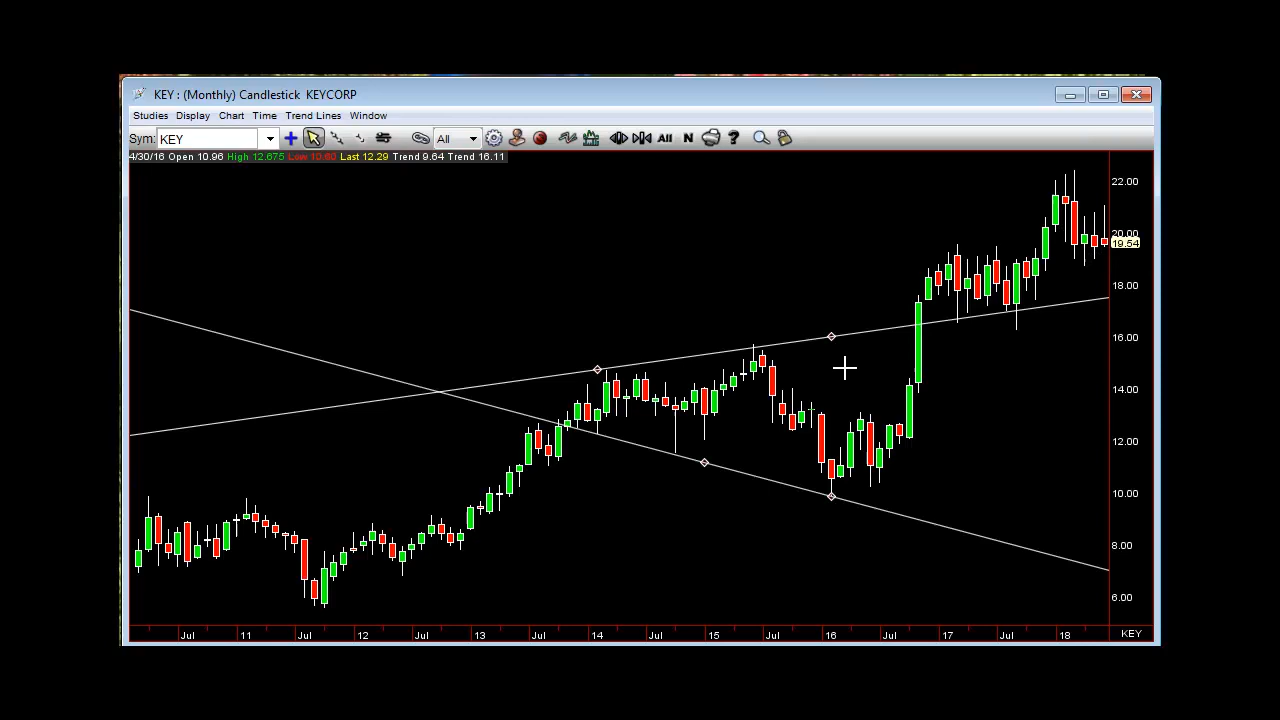 KEY : (Monthly) Candlestick KEYCORP
Studies Display Chart Time Trend Lines Window
Sym: KEY All All N ?
4/30/16 Open 10.96 High 12.675 Low 10.60 Last 12.29 Trend 9.64 Trend 16.11
22.00
20.00
19.54
18.00
16.00
14.00
12.00
10.00
8.00
6.00
Jul 11 Jul 12 Jul 13 Jul 14 Jul 15 Jul 16 Jul 17 Jul 18 KEY